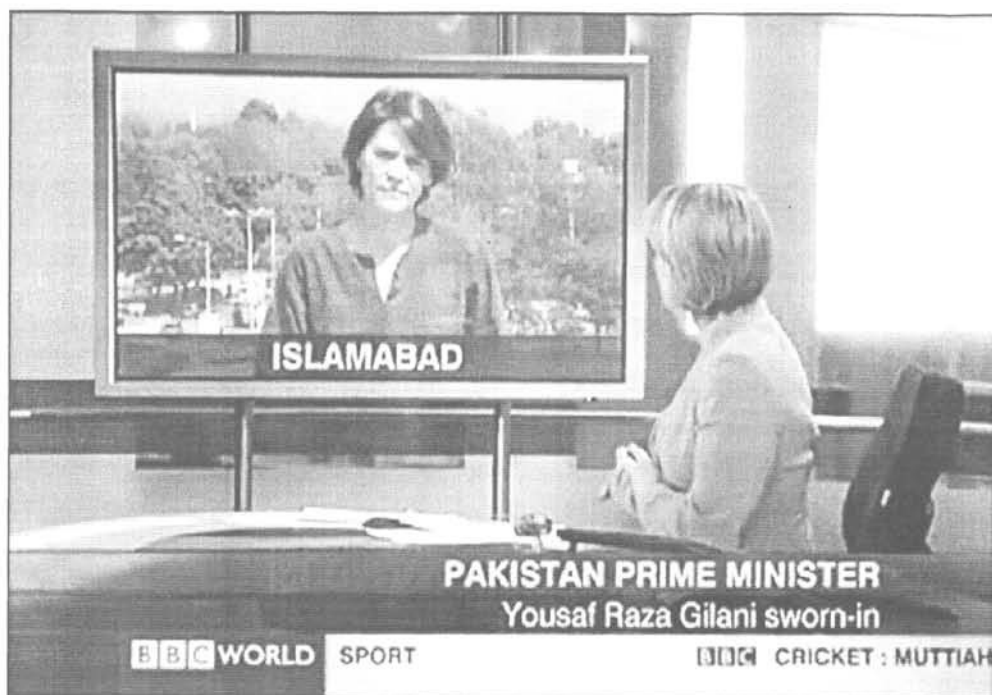 ISLAMABAD
PAKISTAN PRIME MINISTER
Yousaf Raza Gilani sworn-in
BBC WORLD SPORT BBC CRICKET : MUTTIAH